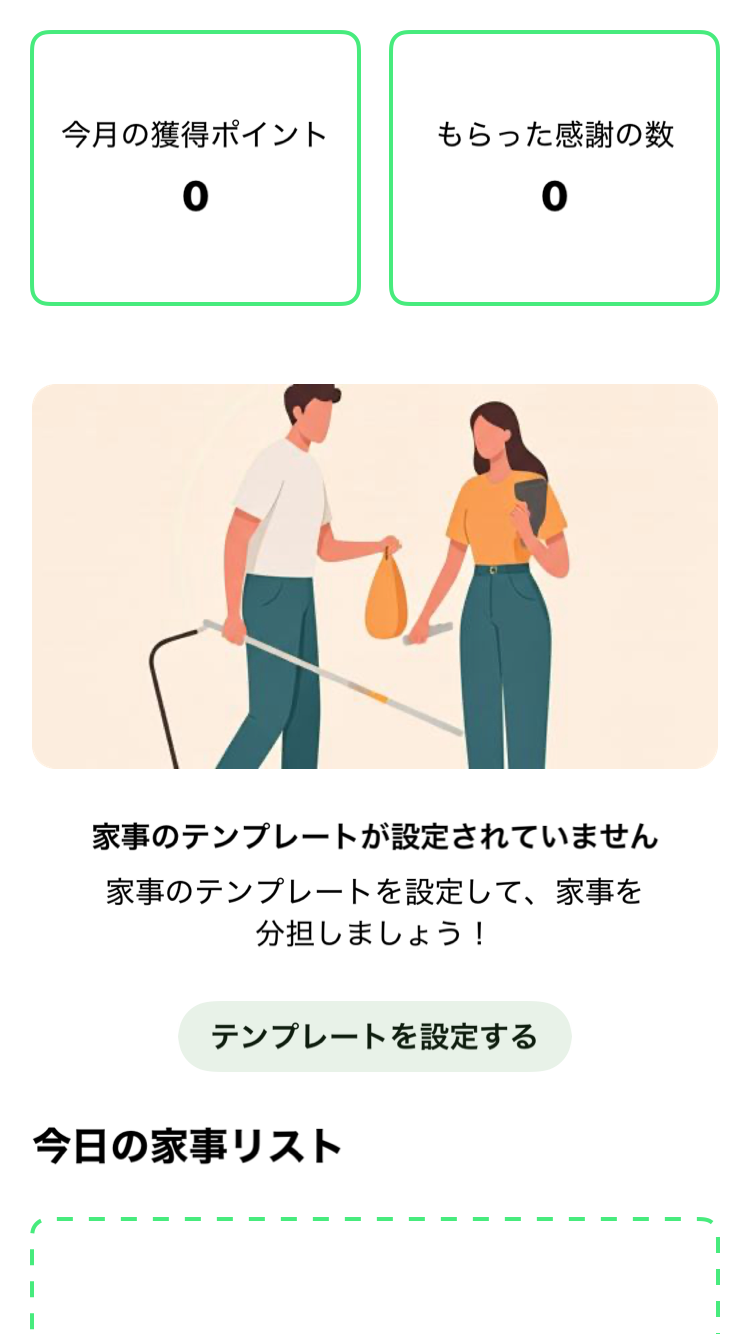 今月の獲得ポイント
0
もらった感謝の数
0
家事のテンプレートが設定されていません
家事のテンプレートを設定して、家事を
分担しましょう！
テンプレートを設定する
今日の家事リスト